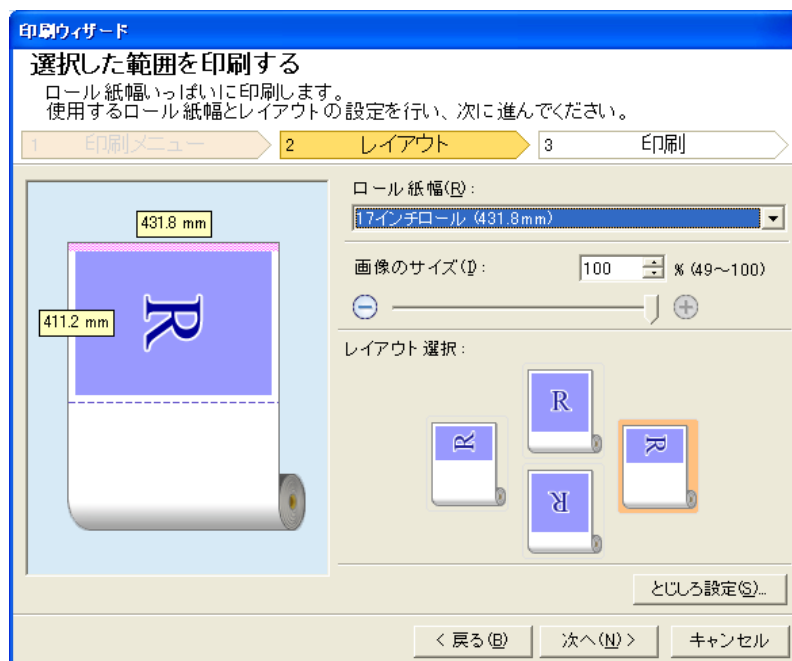 印刷ウィザード
選択した範囲を印刷する
ロール紙幅いっぱいに印刷します。
使用するロール紙幅とレイアウトの設定を行い、次に進んでください。
1 印刷メニュー
2 レイアウト
3 印刷
431.8 mm
411.2 mm
R
ロール紙幅(R):
17インチロール (431.8mm)
画像のサイズ(I):
100
% (49～100)
レイアウト選択:
R
R
R
R
とじしろ設定(S)...
< 戻る(B)
次へ(N) >
キャンセル